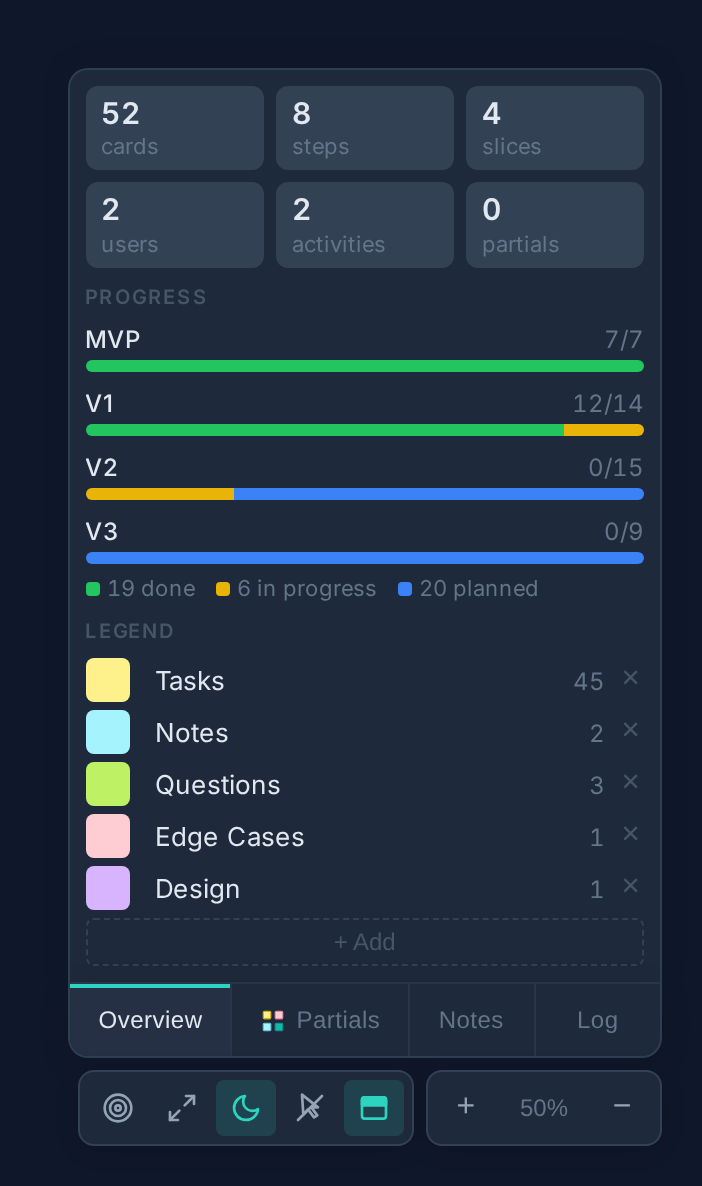 52 8 4
cards steps slices
2 2 0
users activities partials
PROGRESS
MVP 7/7
V1 12/14
V2 0/15
V3 0/9
19 done 6 in progress 20 planned
LEGEND
Tasks 45 ×
Notes 2 ×
Questions 3 ×
Edge Cases 1 ×
Design 1 ×
+ Add
Overview Partials Notes Log
+ 50% −